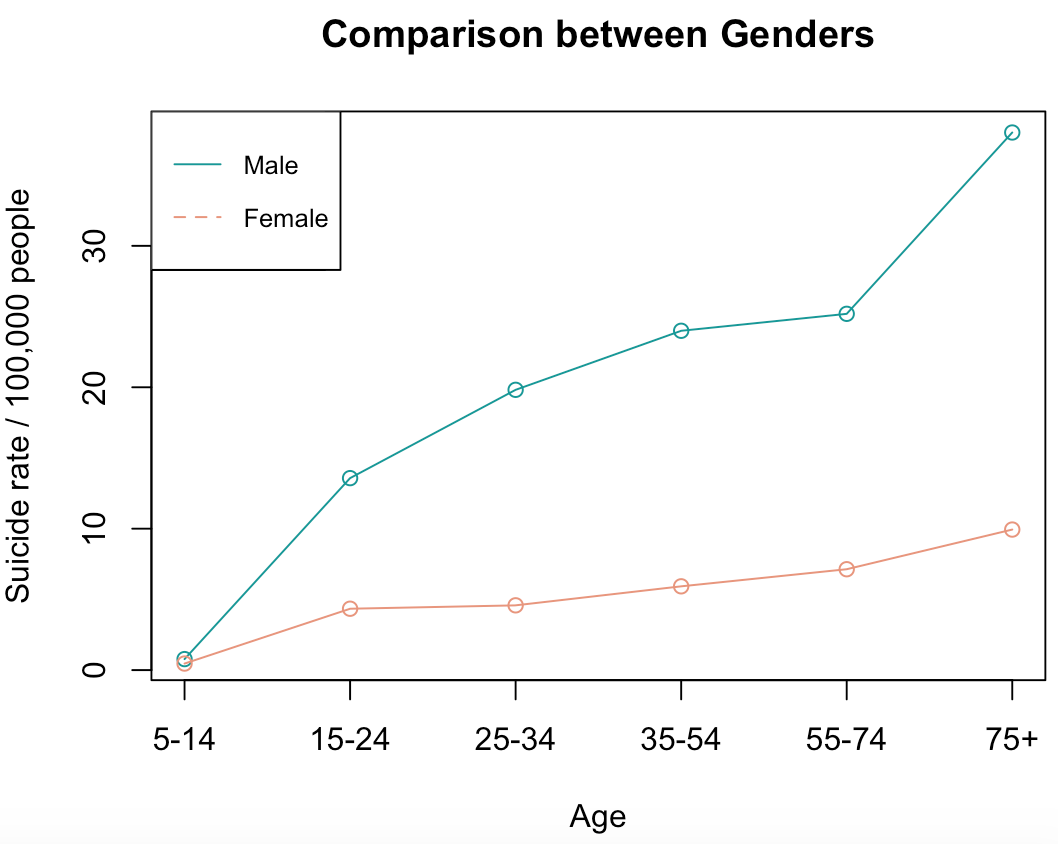 Comparison between Genders
Male
Female
Suicide rate / 100,000 people
30
20
10
0
5-14 15-24 25-34 35-54 55-74 75+
Age